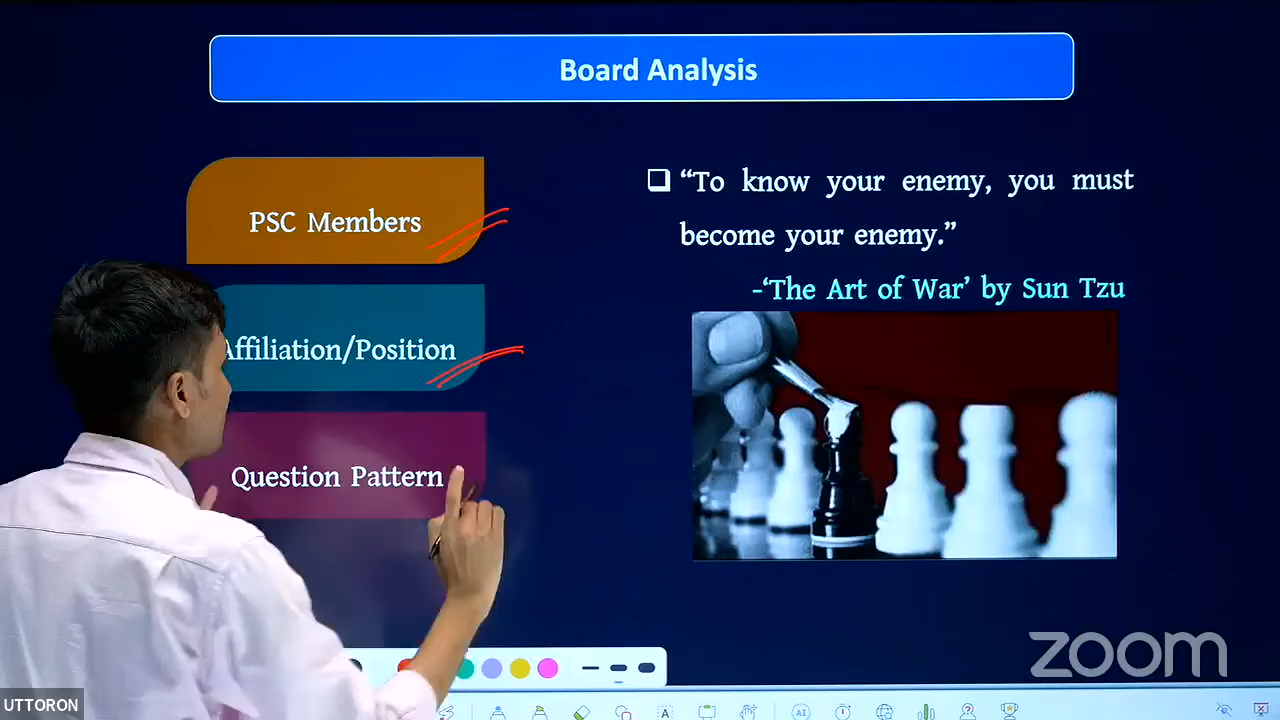 Board Analysis
PSC Members
Affiliation/Position
Question Pattern
❑ “To know your enemy, you must
become your enemy.”
-‘The Art of War’ by Sun Tzu
zoom
UTTORON
A
AI